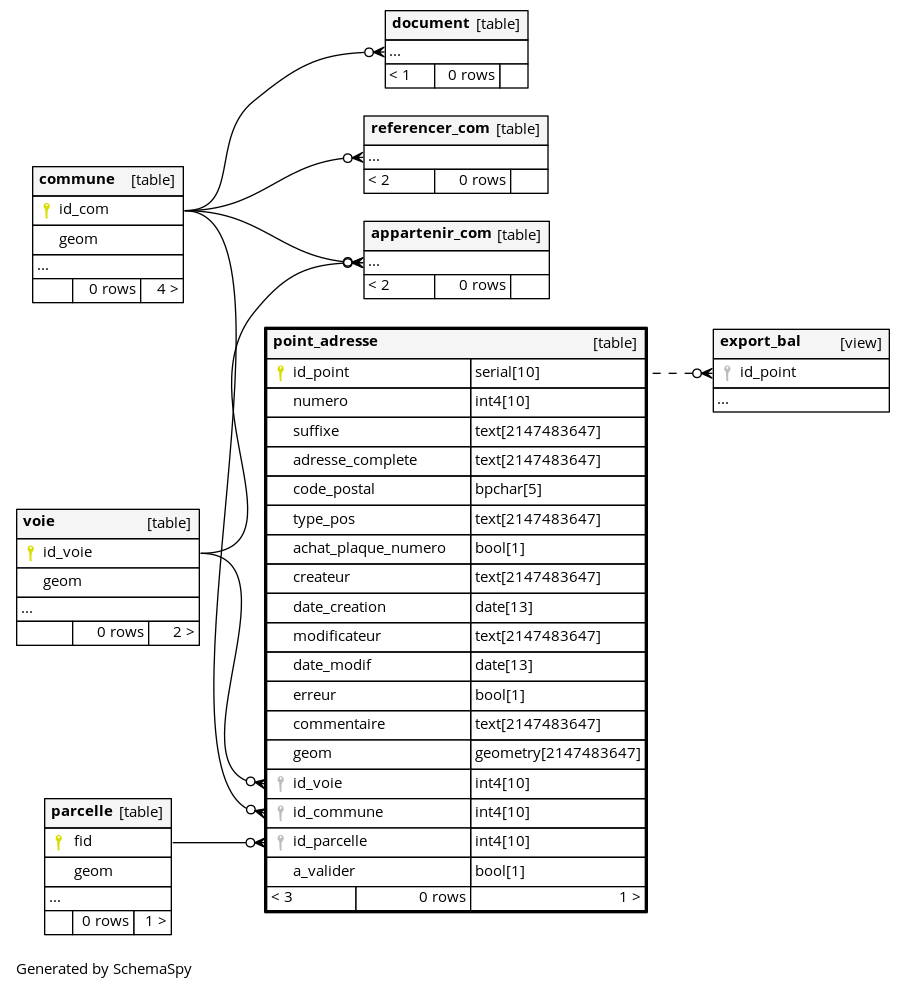 document [table]
...
< 1 0 rows
referencer_com [table]
...
< 2 0 rows
commune [table]
id_com
geom
...
0 rows 4 >
appartenir_com [table]
...
< 2 0 rows
point_adresse [table]
id_point serial[10]
numero int4[10]
suffixe text[2147483647]
adresse_complete text[2147483647]
code_postal bpchar[5]
type_pos text[2147483647]
achat_plaque_numero bool[1]
createur text[2147483647]
date_creation date[13]
modificateur text[2147483647]
date_modif date[13]
erreur bool[1]
commentaire text[2147483647]
geom geometry[2147483647]
id_voie int4[10]
id_commune int4[10]
id_parcelle int4[10]
a_valider bool[1]
< 3 0 rows 1 >
export_bal [view]
id_point
...
voie [table]
id_voie
geom
...
0 rows 2 >
parcelle [table]
fid
geom
...
0 rows 1 >
Generated by SchemaSpy